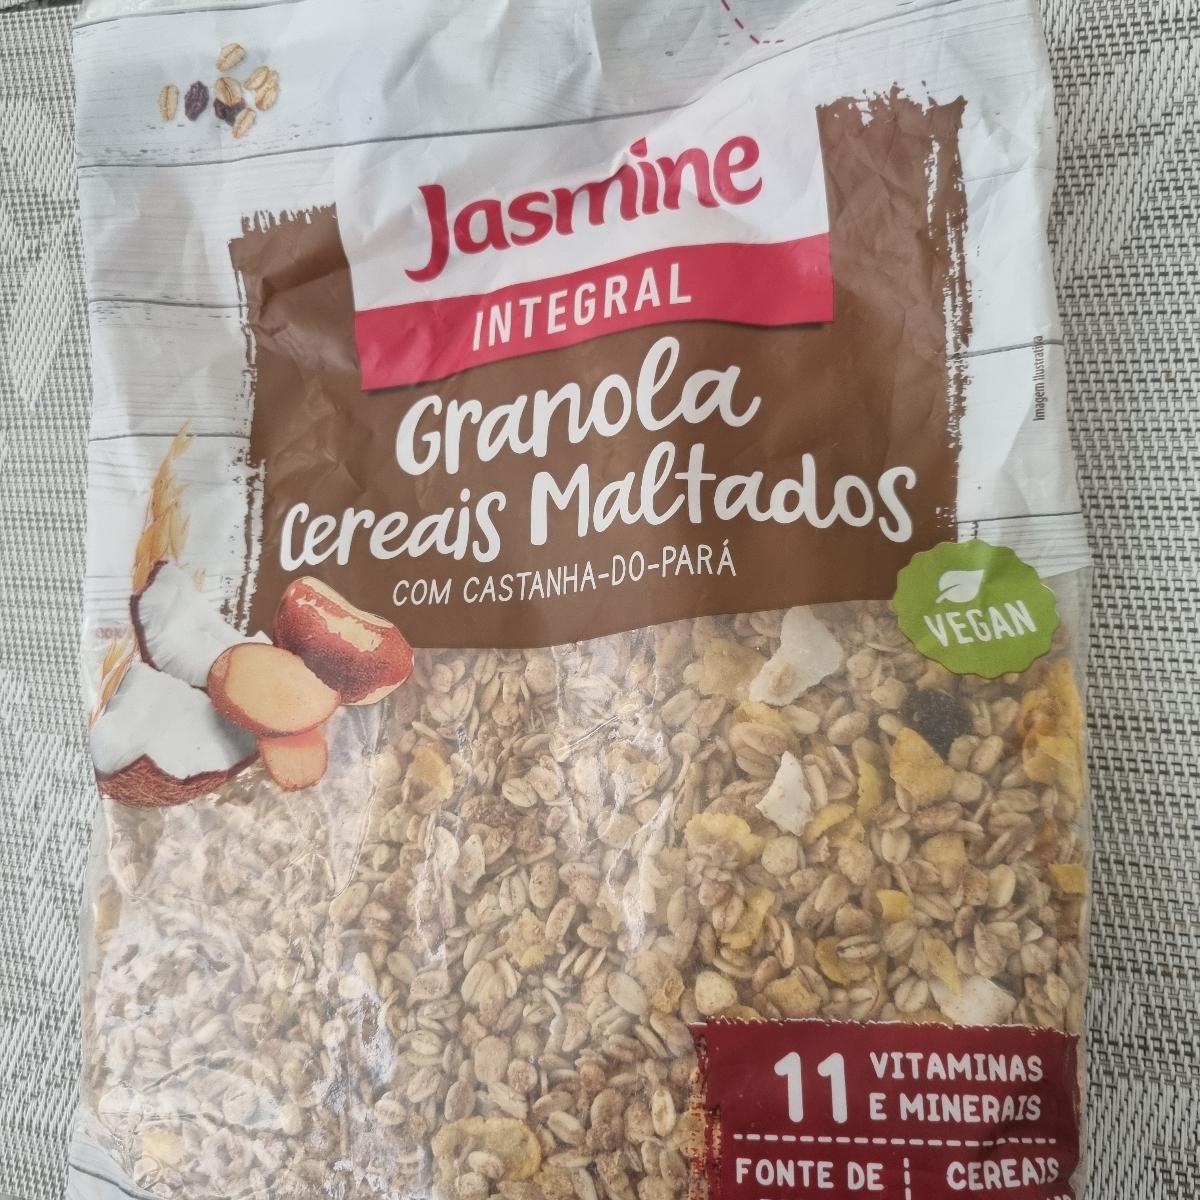 Jasmine
INTEGRAL
Granola
Cereais Maltados
COM CASTANHA-DO-PARÁ
VEGAN
Imagem Ilustrativa
11 VITAMINAS
E MINERAIS
FONTE DE
CEREAIS